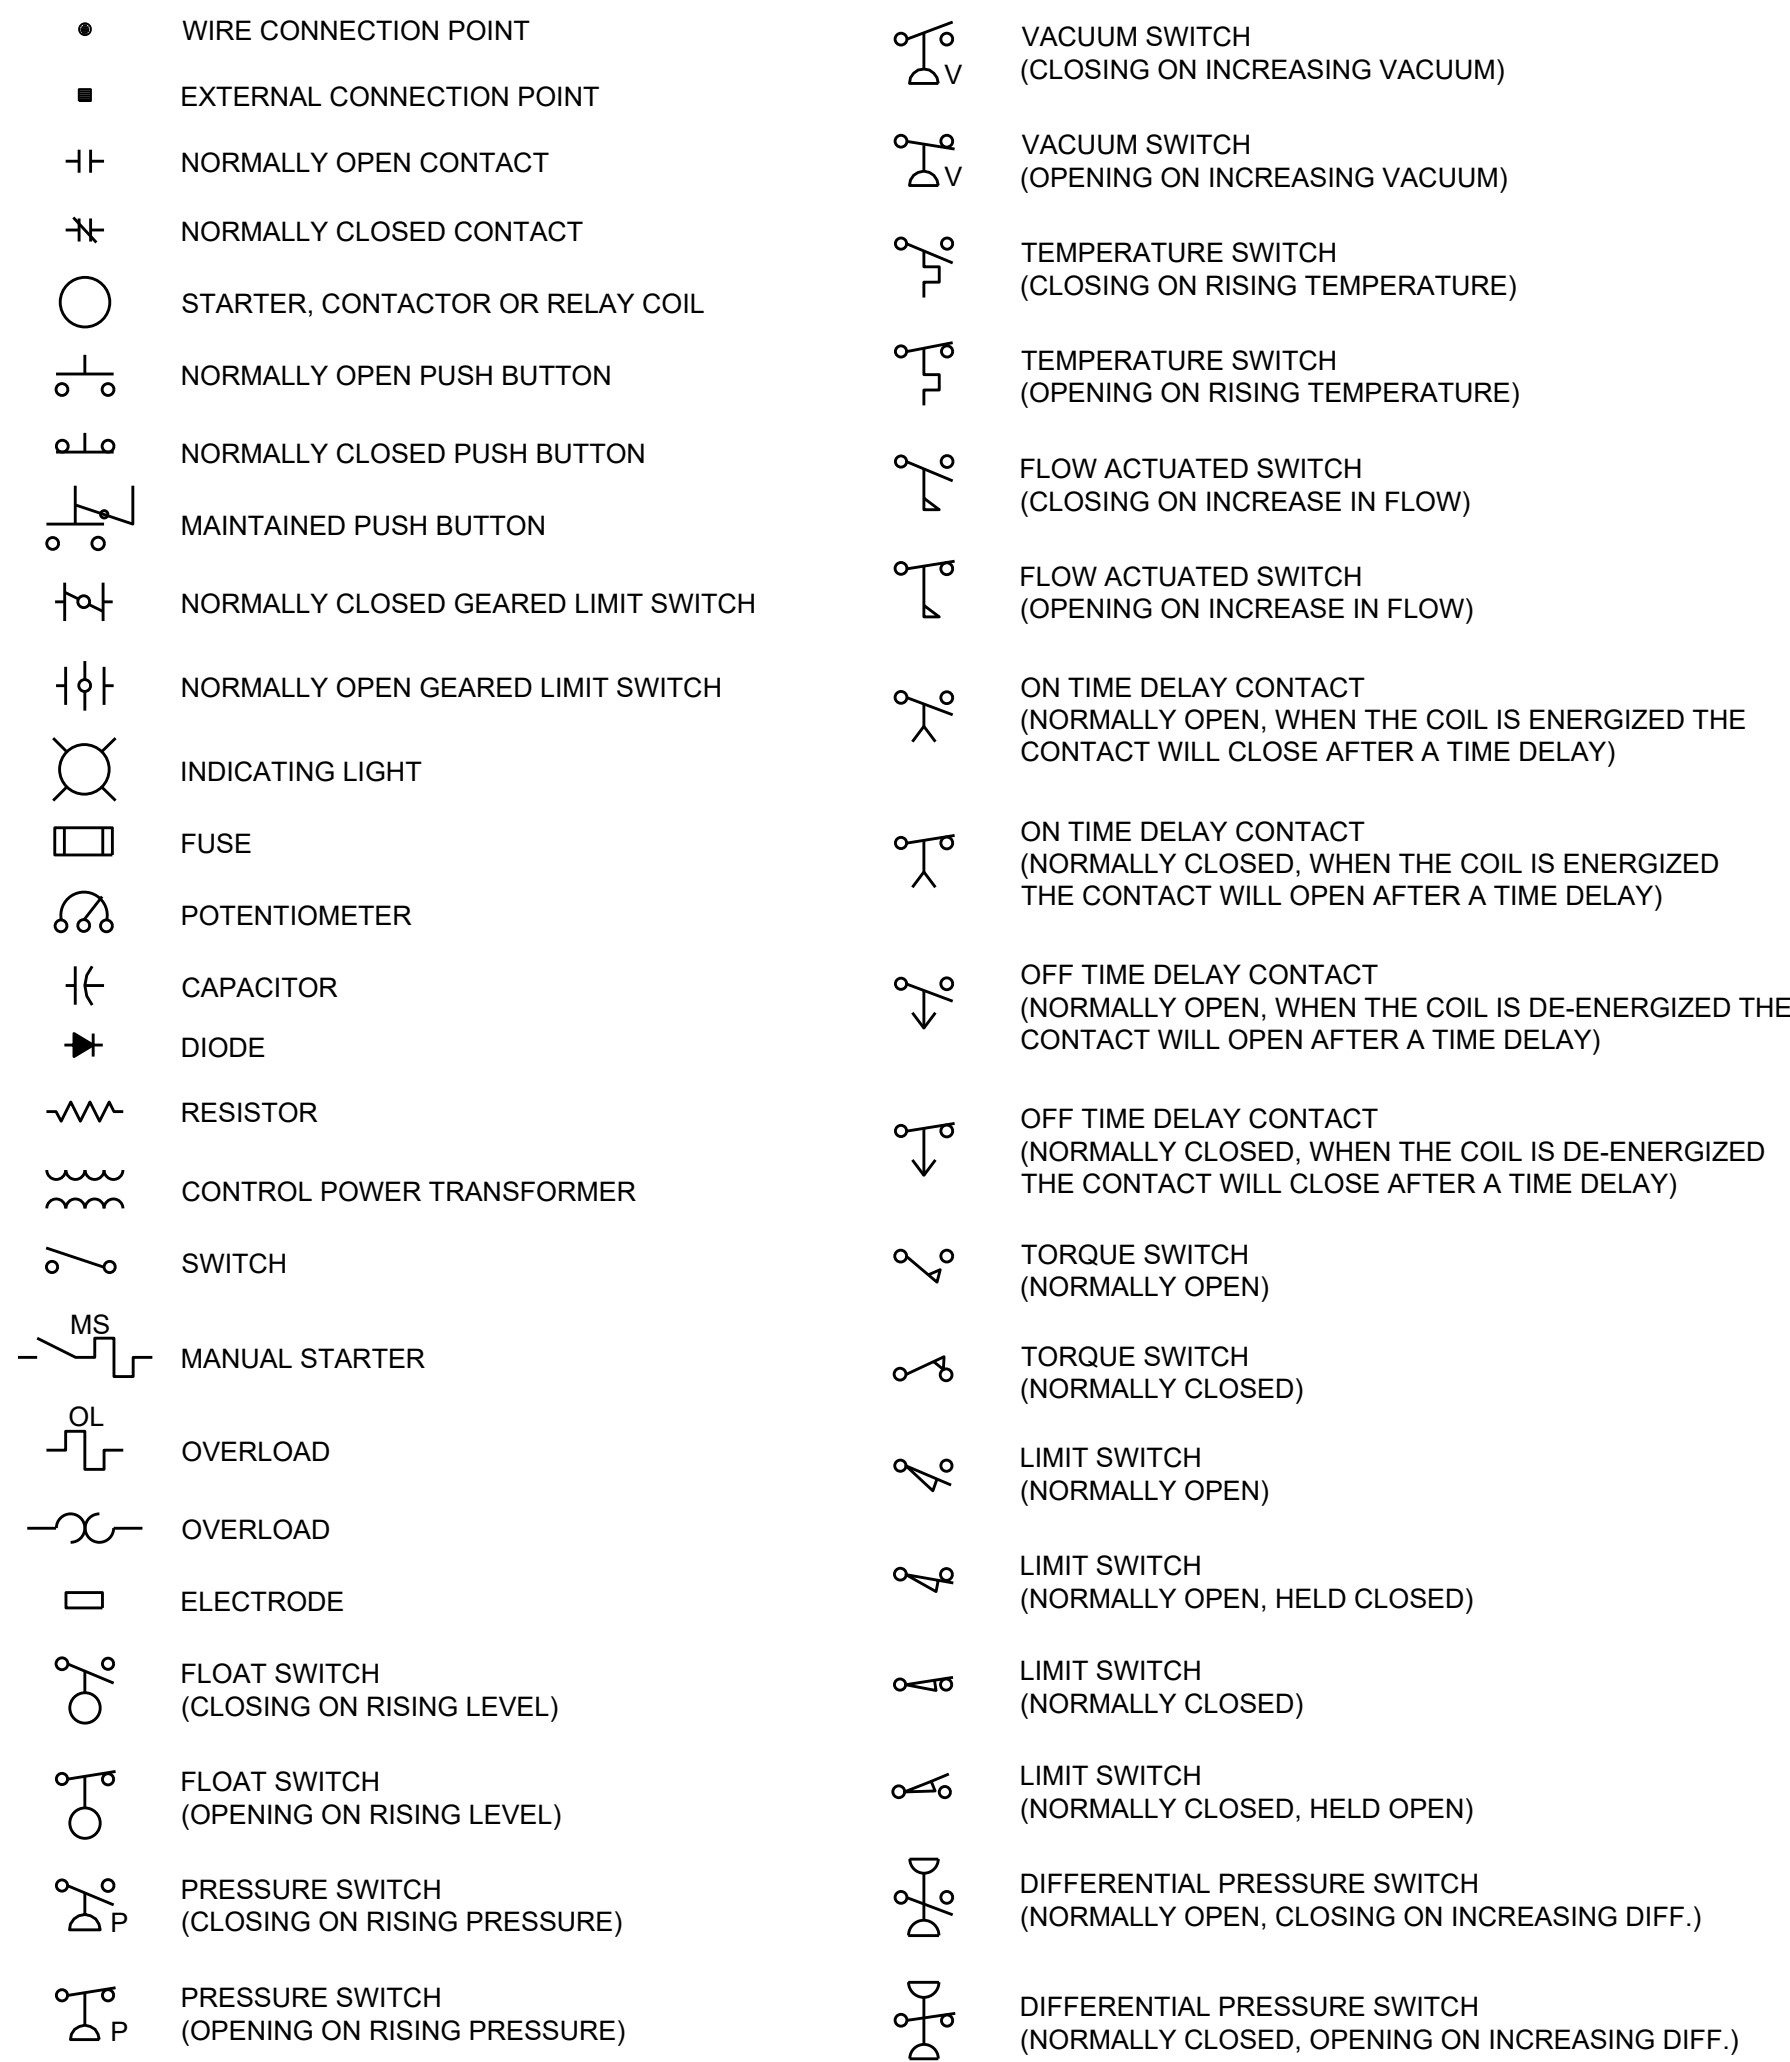 WIRE CONNECTION POINT
EXTERNAL CONNECTION POINT
NORMALLY OPEN CONTACT
NORMALLY CLOSED CONTACT
STARTER, CONTACTOR OR RELAY COIL
NORMALLY OPEN PUSH BUTTON
NORMALLY CLOSED PUSH BUTTON
MAINTAINED PUSH BUTTON
NORMALLY CLOSED GEARED LIMIT SWITCH
NORMALLY OPEN GEARED LIMIT SWITCH
INDICATING LIGHT
FUSE
POTENTIOMETER
CAPACITOR
DIODE
RESISTOR
CONTROL POWER TRANSFORMER
SWITCH
MS
MANUAL STARTER
OL
OVERLOAD
OVERLOAD
ELECTRODE
FLOAT SWITCH
(CLOSING ON RISING LEVEL)
FLOAT SWITCH
(OPENING ON RISING LEVEL)
PRESSURE SWITCH
P (CLOSING ON RISING PRESSURE)
PRESSURE SWITCH
P (OPENING ON RISING PRESSURE)
VACUUM SWITCH
V (CLOSING ON INCREASING VACUUM)
VACUUM SWITCH
V (OPENING ON INCREASING VACUUM)
TEMPERATURE SWITCH
(CLOSING ON RISING TEMPERATURE)
TEMPERATURE SWITCH
(OPENING ON RISING TEMPERATURE)
FLOW ACTUATED SWITCH
(CLOSING ON INCREASE IN FLOW)
FLOW ACTUATED SWITCH
(OPENING ON INCREASE IN FLOW)
ON TIME DELAY CONTACT
(NORMALLY OPEN, WHEN THE COIL IS ENERGIZED THE
CONTACT WILL CLOSE AFTER A TIME DELAY)
ON TIME DELAY CONTACT
(NORMALLY CLOSED, WHEN THE COIL IS ENERGIZED
THE CONTACT WILL OPEN AFTER A TIME DELAY)
OFF TIME DELAY CONTACT
(NORMALLY OPEN, WHEN THE COIL IS DE-ENERGIZED THE
CONTACT WILL OPEN AFTER A TIME DELAY)
OFF TIME DELAY CONTACT
(NORMALLY CLOSED, WHEN THE COIL IS DE-ENERGIZED
THE CONTACT WILL CLOSE AFTER A TIME DELAY)
TORQUE SWITCH
(NORMALLY OPEN)
TORQUE SWITCH
(NORMALLY CLOSED)
LIMIT SWITCH
(NORMALLY OPEN)
LIMIT SWITCH
(NORMALLY OPEN, HELD CLOSED)
LIMIT SWITCH
(NORMALLY CLOSED)
LIMIT SWITCH
(NORMALLY CLOSED, HELD OPEN)
DIFFERENTIAL PRESSURE SWITCH
(NORMALLY OPEN, CLOSING ON INCREASING DIFF.)
DIFFERENTIAL PRESSURE SWITCH
(NORMALLY CLOSED, OPENING ON INCREASING DIFF.)